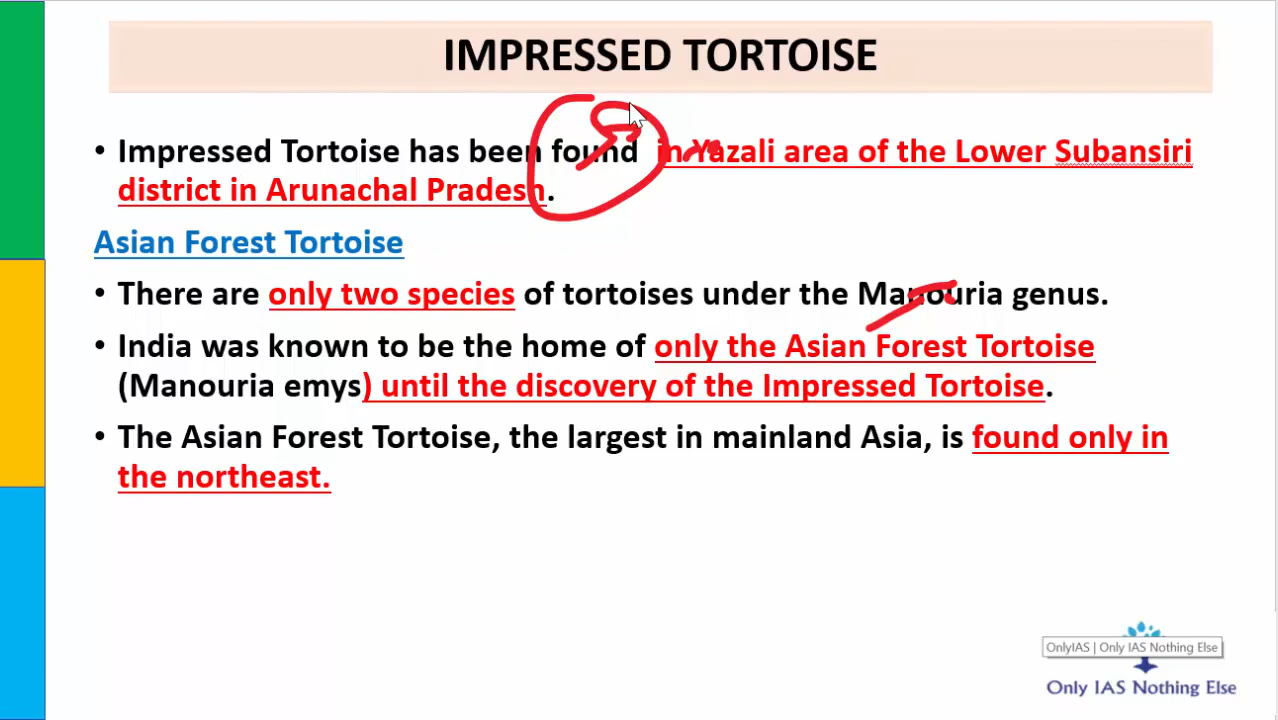 IMPRESSED TORTOISE
• Impressed Tortoise has been found in Yazali area of the Lower Subansiri
district in Arunachal Pradesh.
Asian Forest Tortoise
• There are only two species of tortoises under the Manouria genus.
• India was known to be the home of only the Asian Forest Tortoise
(Manouria emys) until the discovery of the Impressed Tortoise.
• The Asian Forest Tortoise, the largest in mainland Asia, is found only in
the northeast.
OnlyIAS | Only IAS Nothing Else
Only IAS Nothing Else